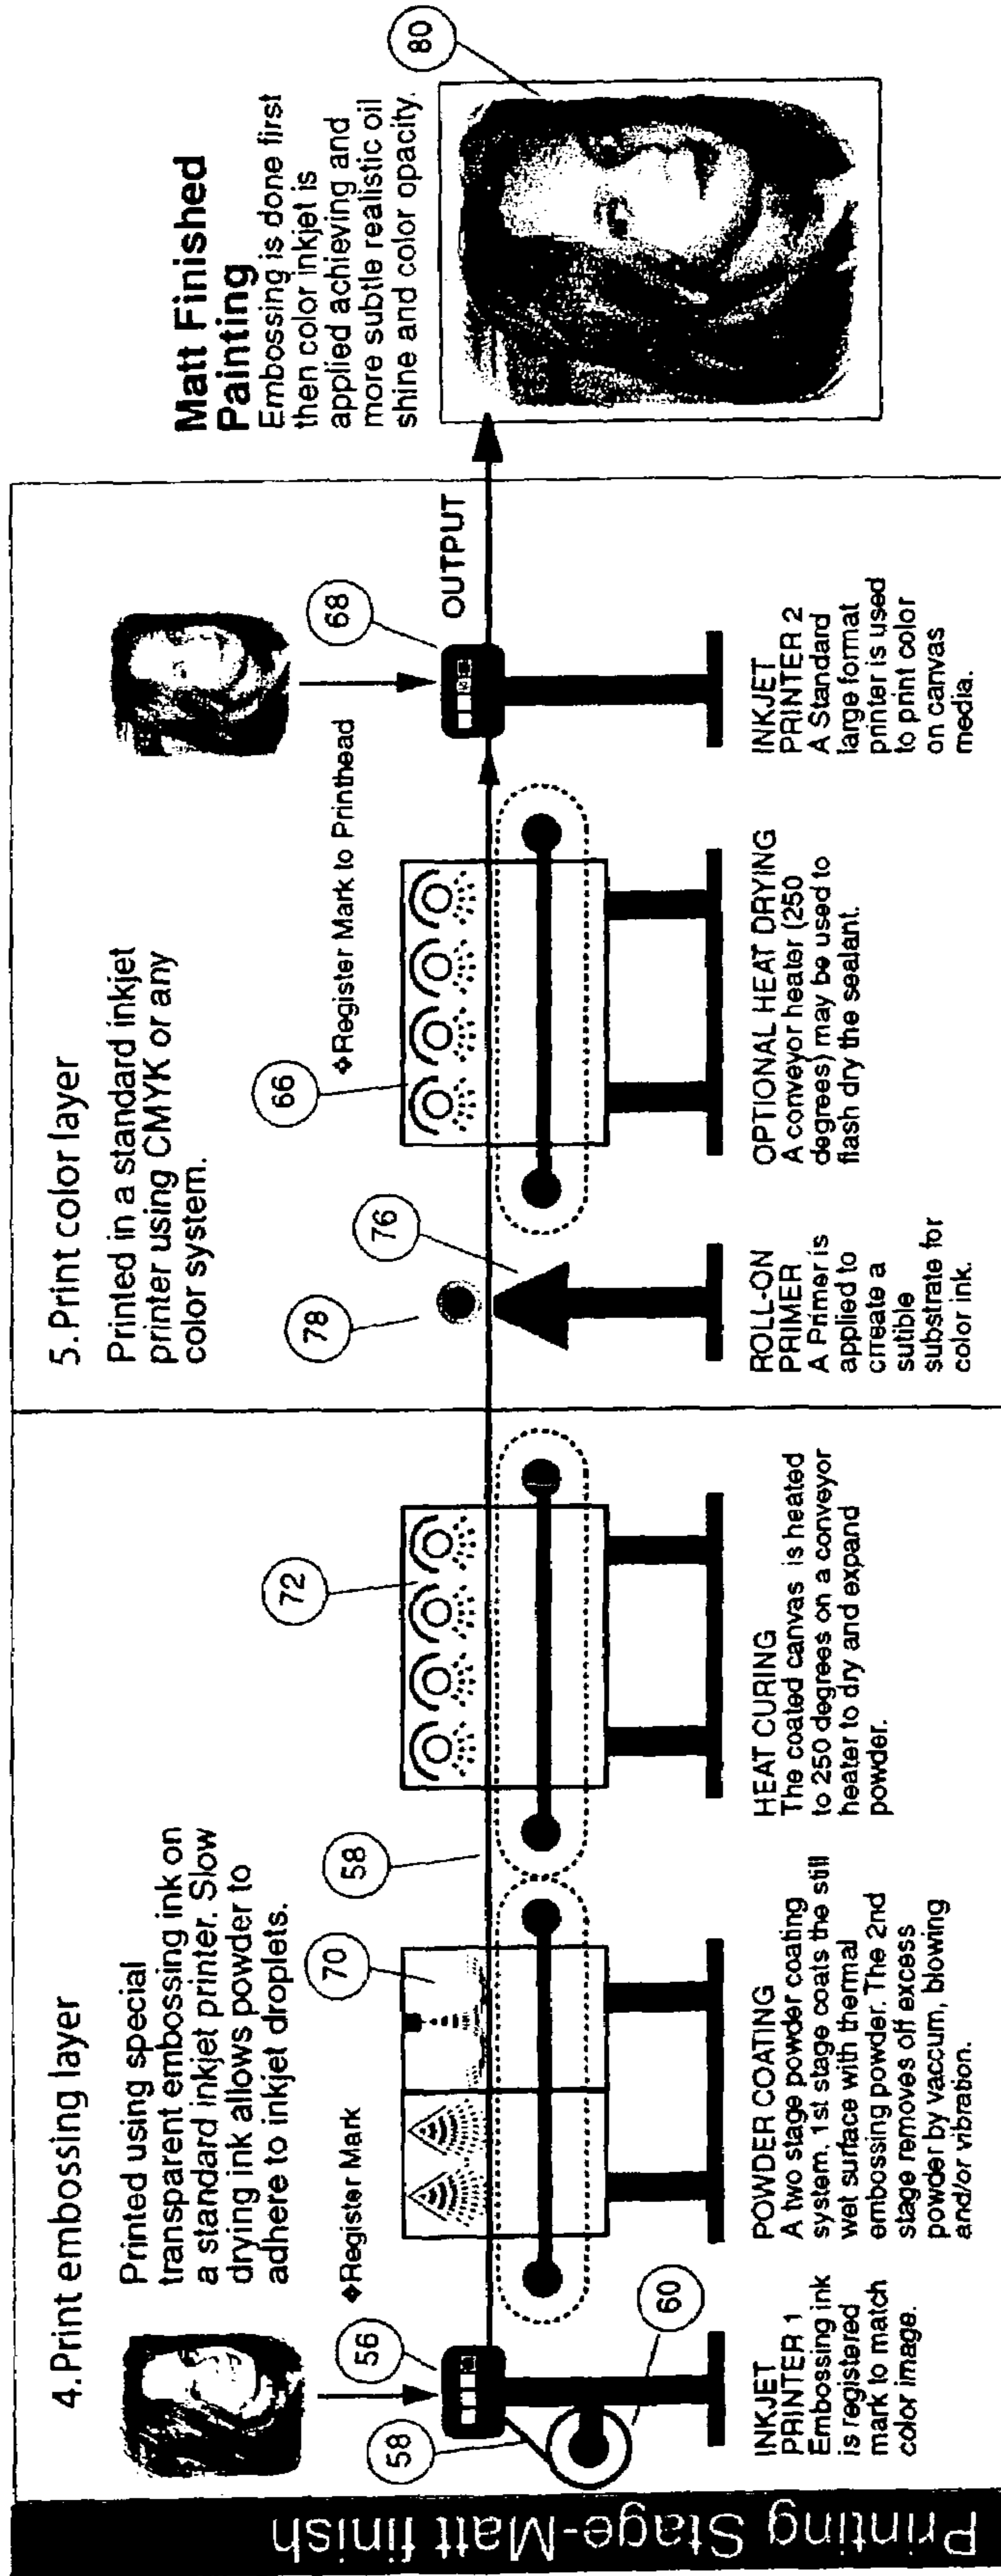 Printing Stage-Matt finish
4.Print embossing layer
Printed using special
transparent embossing ink on
a standard inkjet printer. Slow
drying ink allows powder to
adhere to inkjet droplets.
❖Register Mark
56
58
60
70
58
72
INKJET
PRINTER 1
Embossing ink
is registered
mark to match
color image.
POWDER COATING
A two stage powder coating
system. 1st stage coats the still
wet surface with thermal
embossing powder. The 2nd
stage removes off excess
powder by vaccum, blowing
and/or vibration.
HEAT CURING
The coated canvas is heated
to 250 degrees on a conveyor
heater to dry and expand
powder.
5.Print color layer
Printed in a standard inkjet
printer using CMYK or any
color system.
78
76
66
❖Register Mark to Printhead
68
OUTPUT
ROLL-ON
PRIMER
A Primer is
applied to
create a
sutible
substrate for
color ink.
OPTIONAL HEAT DRYING
A conveyor heater (250
degrees) may be used to
flash dry the sealant.
INKJET
PRINTER 2
A Standard
large format
printer is used
to print color
on canvas
media.
Matt Finished
Painting
Embossing is done first
then color inkjet is
applied achieving and
more subtle realistic oil
shine and color opacity.
80